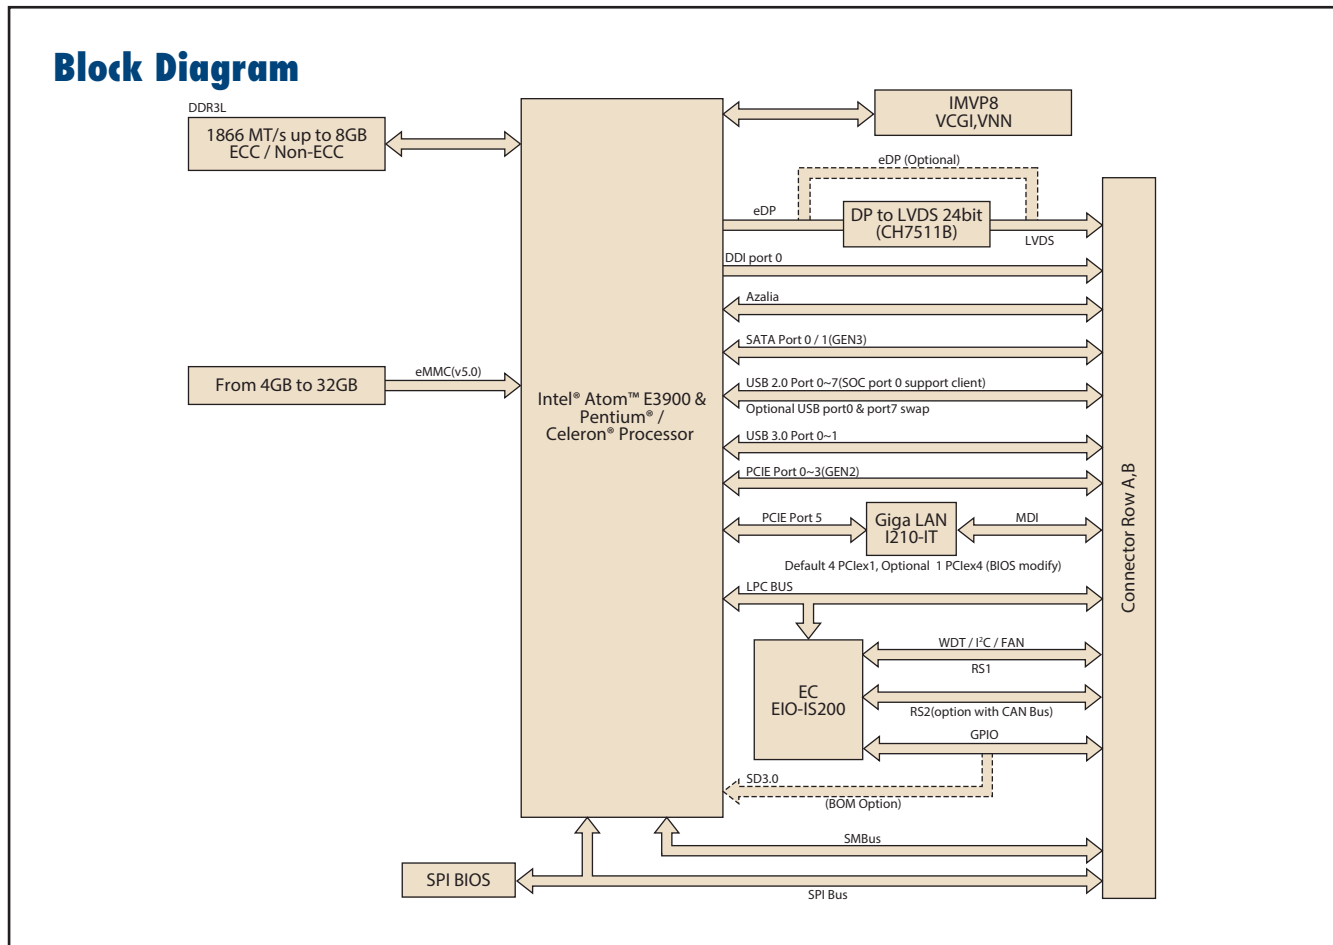 Block Diagram
DDR3L
1866 MT/s up to 8GB
ECC / Non-ECC
IMVP8
VCGI,VNN
eDP (Optional)
eDP
DP to LVDS 24bit
(CH7511B)
LVDS
DDI port 0
Azalia
SATA Port 0 / 1(GEN3)
From 4GB to 32GB
eMMC(v5.0)
Intel® Atom™ E3900 &
Pentium® /
Celeron® Processor
USB 2.0 Port 0~7(SOC port 0 support client)
Optional USB port0 & port7 swap
USB 3.0 Port 0~1
PCIE Port 0~3(GEN2)
PCIE Port 5
Giga LAN
I210-IT
MDI
Default 4 PCIex1, Optional 1 PCIex4 (BIOS modify)
Connector Row A,B
LPC BUS
EC
EIO-IS200
WDT / I²C / FAN
RS1
RS2(option with CAN Bus)
GPIO
SD3.0
(BOM Option)
SMBus
SPI BIOS
SPI Bus